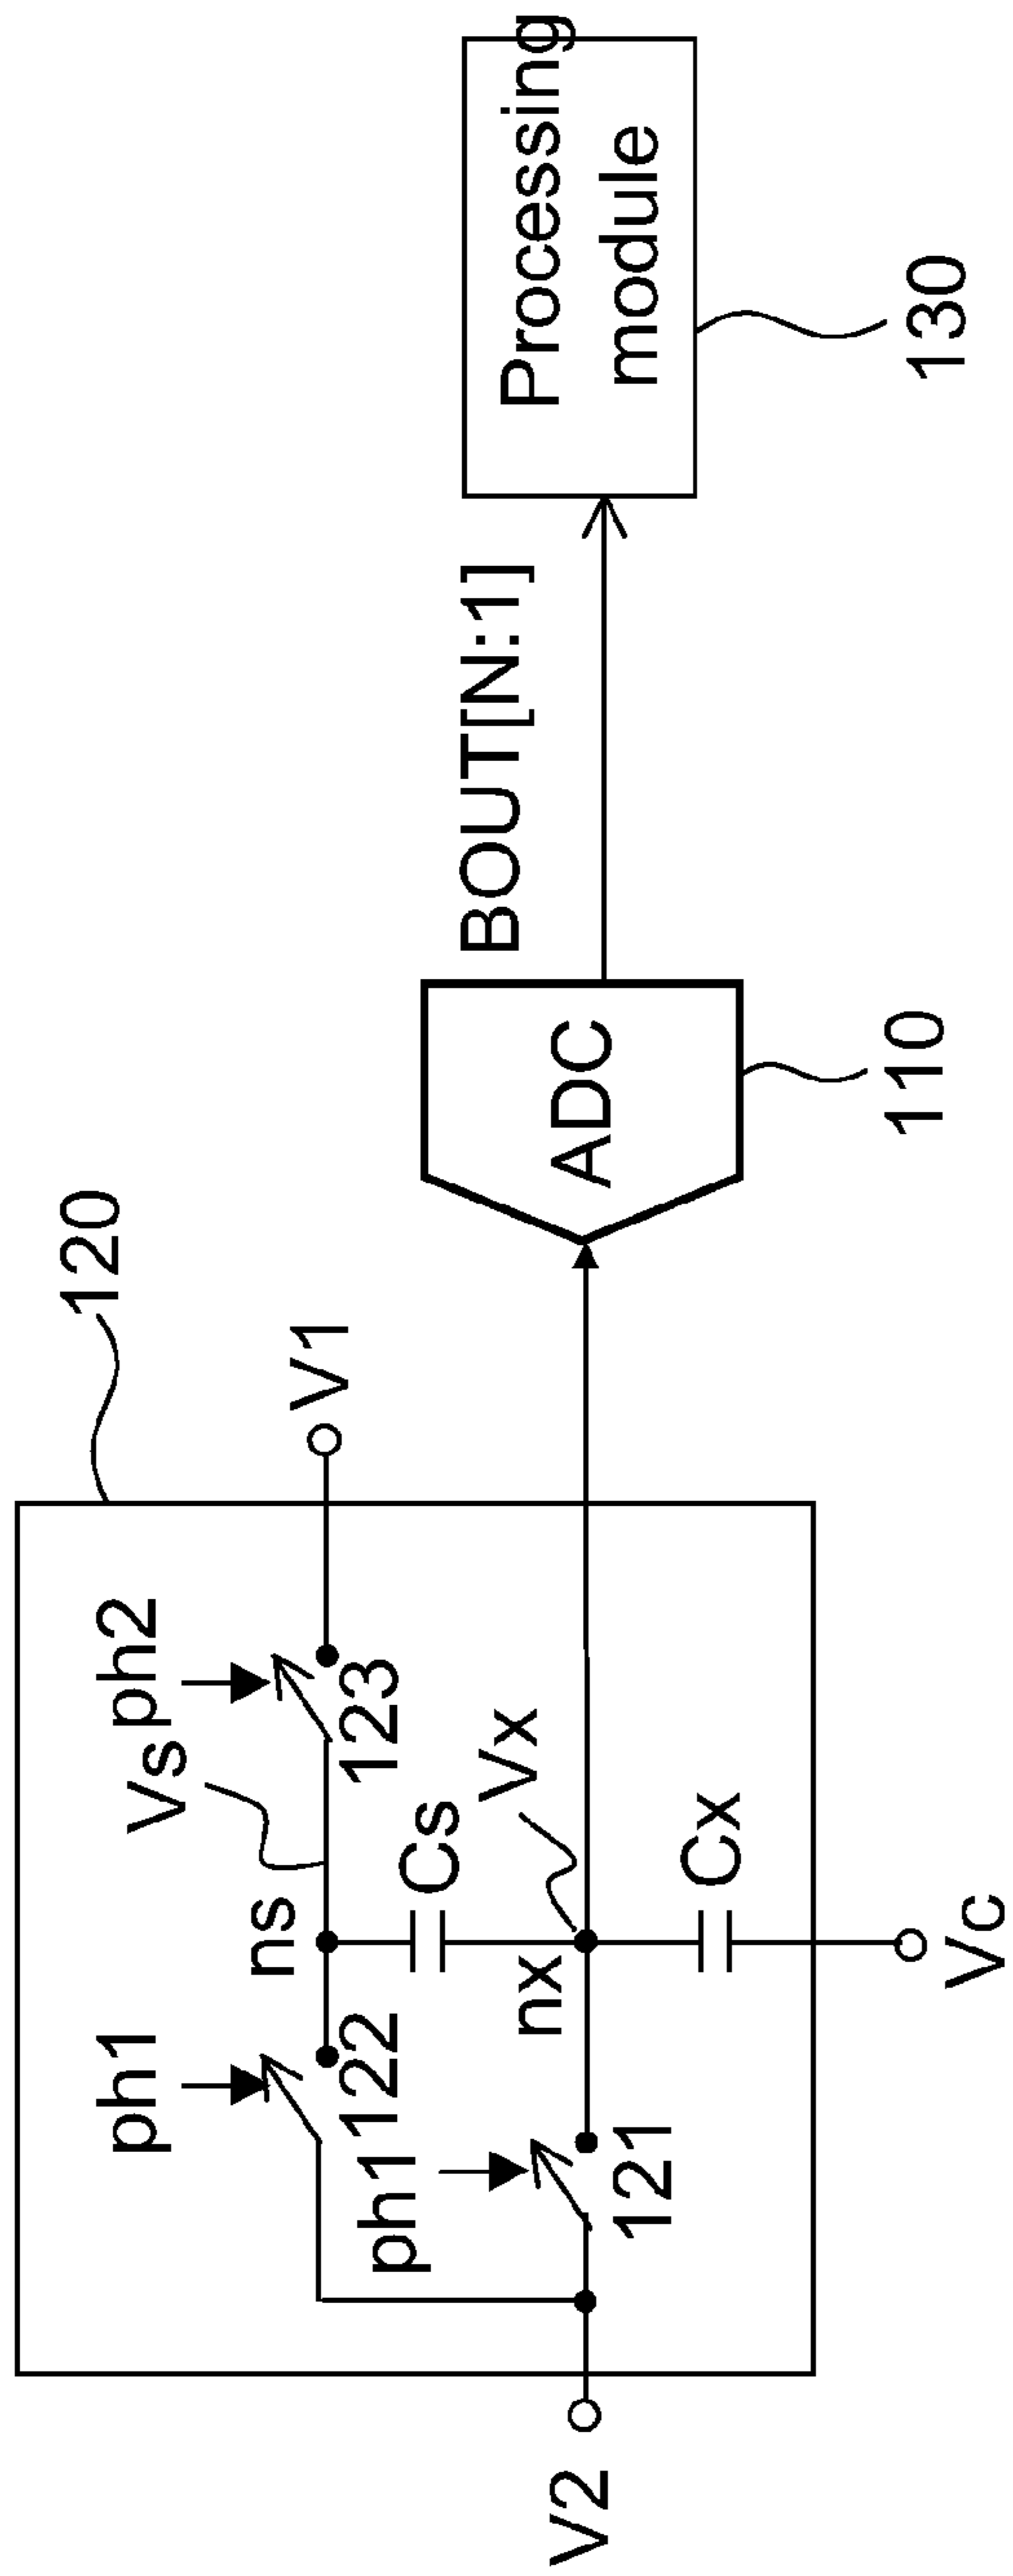 120
ph1
ph2
Vs
ns
122
123
V1
Cs
ph1
Vx
nx
121
V2
Cx
Vc
ADC
110
BOUT[N:1]
Processing
module
130